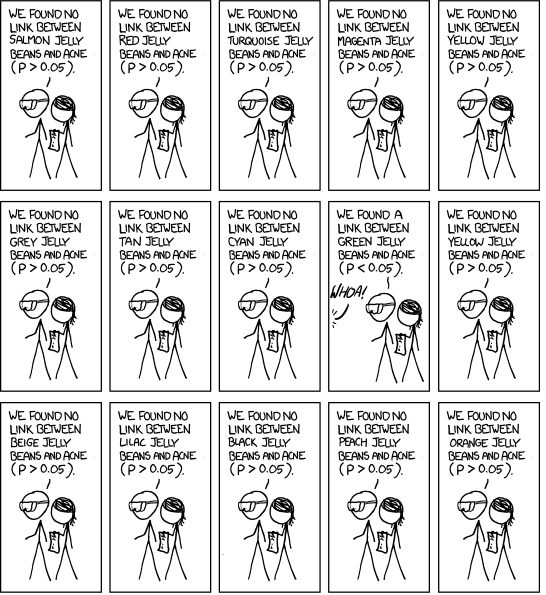 WE FOUND NO
LINK BETWEEN
SALMON JELLY
BEANS AND ACNE
(P > 0.05).
WE FOUND NO
LINK BETWEEN
RED JELLY
BEANS AND ACNE
(P > 0.05).
WE FOUND NO
LINK BETWEEN
TURQUOISE JELLY
BEANS AND ACNE
(P > 0.05).
WE FOUND NO
LINK BETWEEN
MAGENTA JELLY
BEANS AND ACNE
(P > 0.05).
WE FOUND NO
LINK BETWEEN
YELLOW JELLY
BEANS AND ACNE
(P > 0.05).
WE FOUND NO
LINK BETWEEN
GREY JELLY
BEANS AND ACNE
(P > 0.05).
WE FOUND NO
LINK BETWEEN
TAN JELLY
BEANS AND ACNE
(P > 0.05).
WE FOUND NO
LINK BETWEEN
CYAN JELLY
BEANS AND ACNE
(P > 0.05).
WE FOUND A
LINK BETWEEN
GREEN JELLY
BEANS AND ACNE
(P < 0.05).
WHOA!
WE FOUND NO
LINK BETWEEN
YELLOW JELLY
BEANS AND ACNE
(P > 0.05).
WE FOUND NO
LINK BETWEEN
BEIGE JELLY
BEANS AND ACNE
(P > 0.05).
WE FOUND NO
LINK BETWEEN
LILAC JELLY
BEANS AND ACNE
(P > 0.05).
WE FOUND NO
LINK BETWEEN
BLACK JELLY
BEANS AND ACNE
(P > 0.05).
WE FOUND NO
LINK BETWEEN
PEACH JELLY
BEANS AND ACNE
(P > 0.05).
WE FOUND NO
LINK BETWEEN
ORANGE JELLY
BEANS AND ACNE
(P > 0.05).